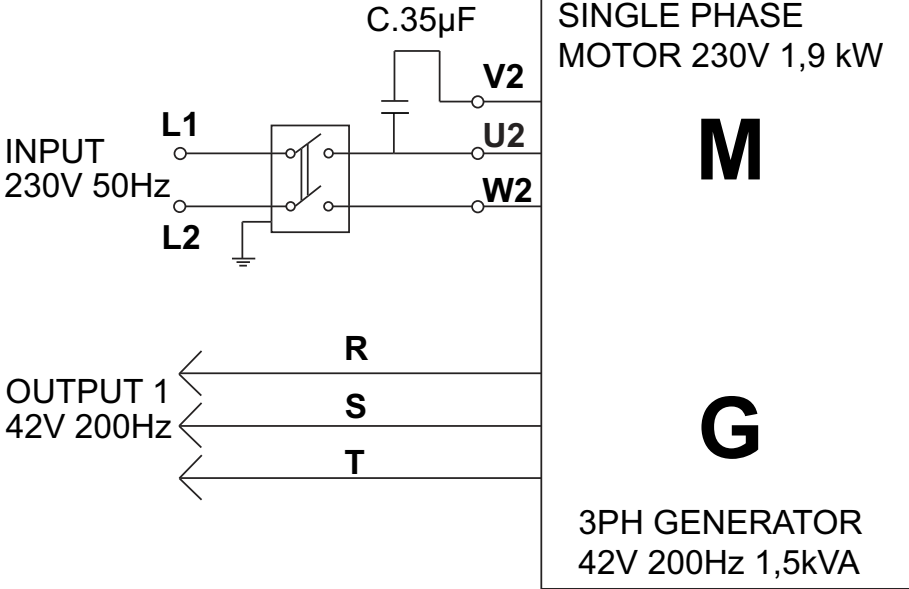 C.35µF
SINGLE PHASE
MOTOR 230V 1,9 kW
V2
L1
U2
INPUT
230V 50Hz
W2
L2
M
R
OUTPUT 1
42V 200Hz
S
T
G
3PH GENERATOR
42V 200Hz 1,5kVA